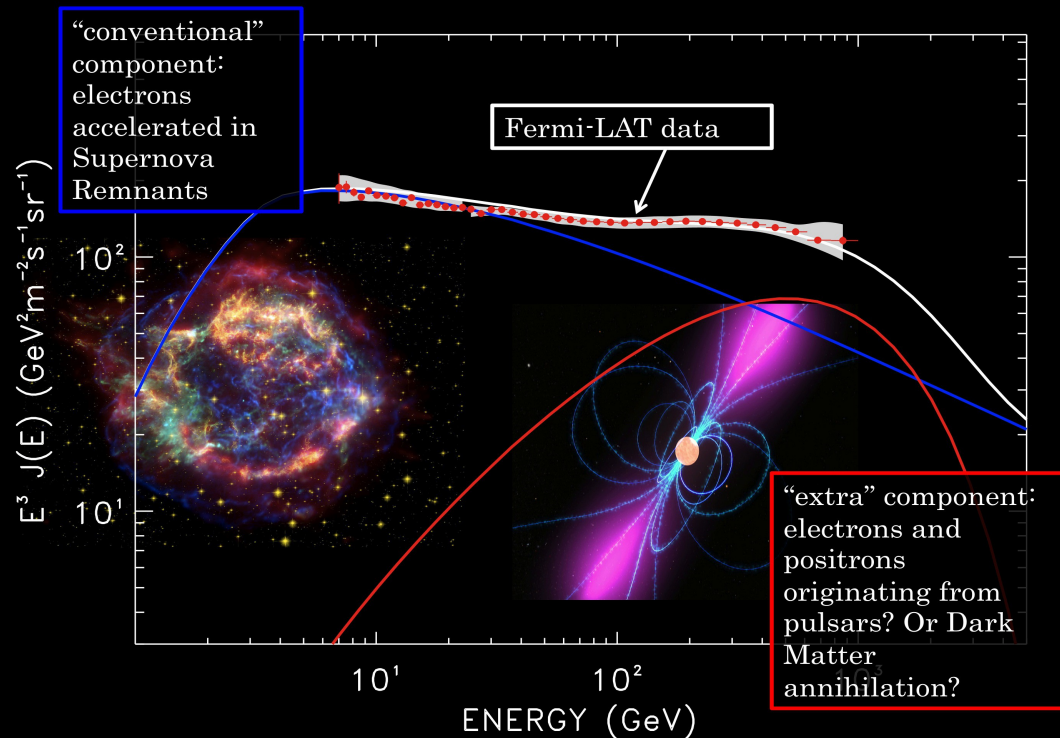 “conventional”
component:
electrons
accelerated in
Supernova
Remnants
Fermi-LAT data
E³ J(E) (GeV²m⁻²s⁻¹sr⁻¹)
10²
10¹
“extra” component:
electrons and
positrons
originating from
pulsars? Or Dark
Matter
annihilation?
10¹
10²
10³
ENERGY (GeV)